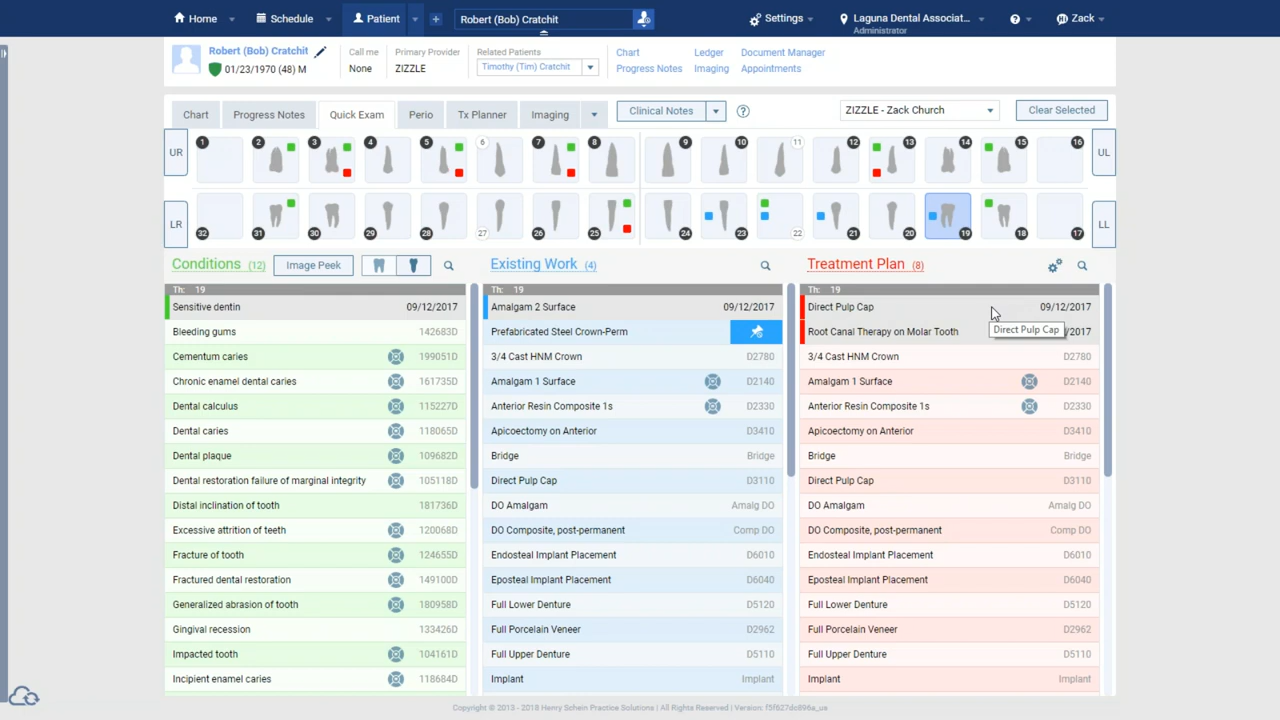 Home Schedule Patient + Robert (Bob) Cratchit Settings Laguna Dental Associat... ? Zack
Administrator
Robert (Bob) Cratchit Call me Primary Provider Related Patients Chart Ledger Document Manager
01/23/1970 (48) M None ZIZZLE Timothy (Tim) Cratchit Progress Notes Imaging Appointments
Chart Progress Notes Quick Exam Perio Tx Planner Imaging Clinical Notes ? ZIZZLE - Zack Church Clear Selected
UR 1 2 3 4 5 6 7 8 9 10 11 12 13 14 15 16 UL
LR 32 31 30 29 28 27 26 25 24 23 22 21 20 19 18 17 LL
Conditions (12) Image Peek Existing Work (4) Treatment Plan (8)
Th: 19 Th: 19 Th: 19
Sensitive dentin 09/12/2017 Amalgam 2 Surface 09/12/2017 Direct Pulp Cap 09/12/2017
Bleeding gums 142683D Prefabricated Steel Crown-Perm Root Canal Therapy on Molar Tooth Direct Pulp Cap /2017
Cementum caries 199051D 3/4 Cast HNM Crown D2780 3/4 Cast HNM Crown D2780
Chronic enamel dental caries 161735D Amalgam 1 Surface D2140 Amalgam 1 Surface D2140
Dental calculus 115227D Anterior Resin Composite 1s D2330 Anterior Resin Composite 1s D2330
Dental caries 118065D Apicoectomy on Anterior D3410 Apicoectomy on Anterior D3410
Dental plaque 109682D Bridge Bridge Bridge Bridge
Dental restoration failure of marginal integrity 105118D Direct Pulp Cap D3110 Direct Pulp Cap D3110
Distal inclination of tooth 181736D DO Amalgam Amalg DO DO Amalgam Amalg DO
Excessive attrition of teeth 120068D DO Composite, post-permanent Comp DO DO Composite, post-permanent Comp DO
Fracture of tooth 124655D Endosteal Implant Placement D6010 Endosteal Implant Placement D6010
Fractured dental restoration 149100D Eposteal Implant Placement D6040 Eposteal Implant Placement D6040
Generalized abrasion of tooth 180958D Full Lower Denture D5120 Full Lower Denture D5120
Gingival recession 133426D Full Porcelain Veneer D2962 Full Porcelain Veneer D2962
Impacted tooth 104161D Full Upper Denture D5110 Full Upper Denture D5110
Incipient enamel caries 118684D Implant Implant Implant Implant
Copyright © 2013 - 2018 Henry Schein Practice Solutions | All Rights Reserved | Version: f5f627dc896a_ua